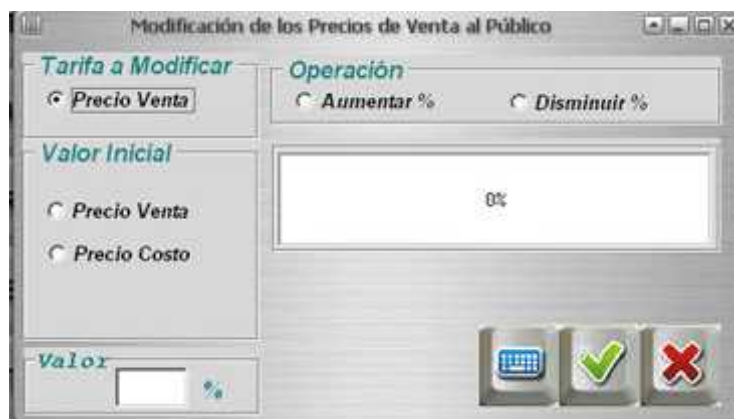 Modificación de los Precios de Venta al Público
Tarifa a Modificar
Precio Venta
Operación
Aumentar %
Disminuir %
Valor Inicial
Precio Venta
Precio Costo
0%
Valor
%